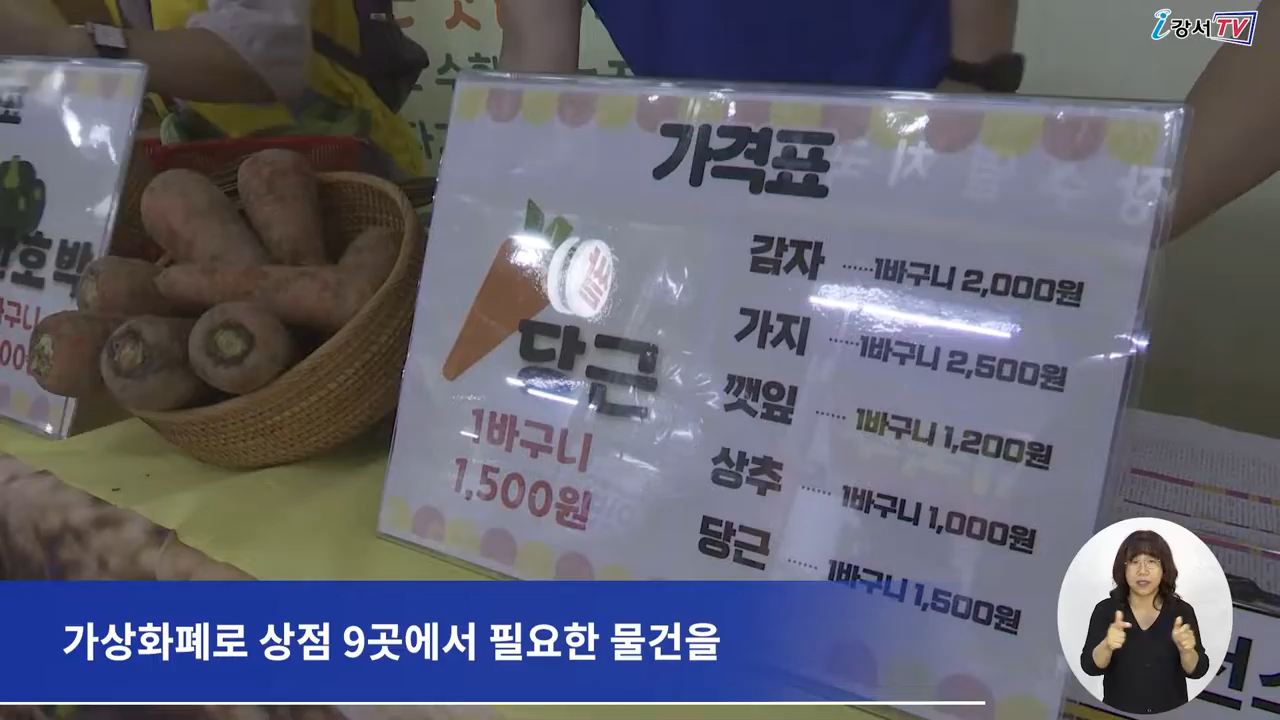 i강서TV
가격표
당근
1바구니
1,500원
감자 ······1바구니 2,000원
가지 ······1바구니 2,500원
깻잎 ······ 1바구니 1,200원
상추 ······ 1바구니 1,000원
당근 ······ 1바구니 1,500원
호박
가상화폐로 상점 9곳에서 필요한 물건을